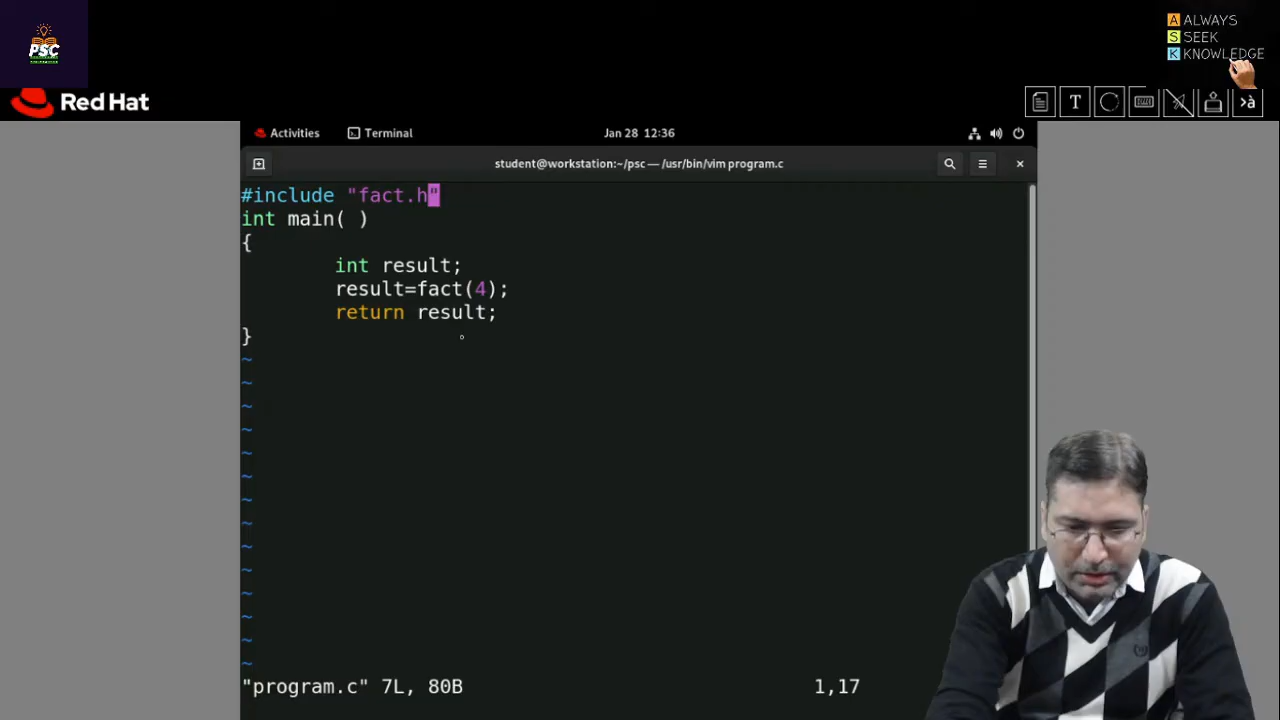 PSC
A ALWAYS
S SEEK
K KNOWLEDGE
Red Hat
T
>à
Activities
Terminal
Jan 28 12:36
student@workstation:~/psc — /usr/bin/vim program.c
#include "fact.h"
int main( )
{
int result;
result=fact(4);
return result;
}
~
~
~
~
~
~
~
~
~
~
~
~
~
~
"program.c" 7L, 80B
1,17